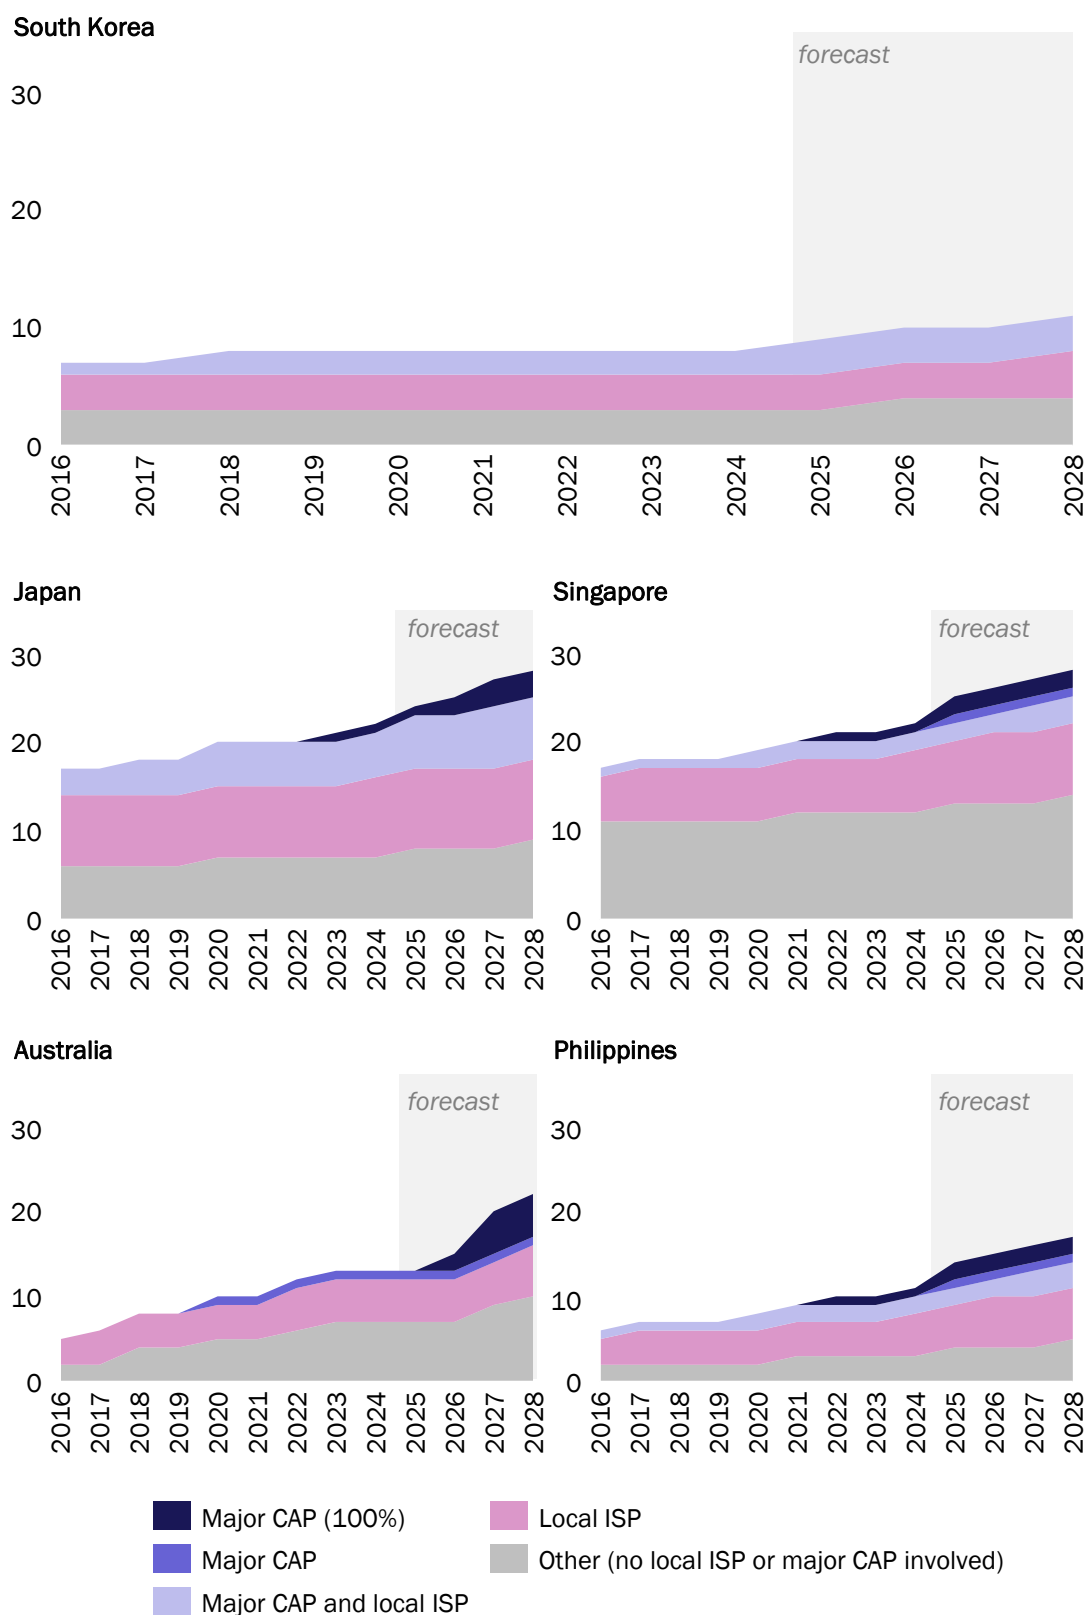 South Korea
forecast
30
20
10
0
2016 2017 2018 2019 2020 2021 2022 2023 2024 2025 2026 2027 2028
Japan
forecast
30
20
10
0
2016 2017 2018 2019 2020 2021 2022 2023 2024 2025 2026 2027 2028
Singapore
forecast
30
20
10
0
2016 2017 2018 2019 2020 2021 2022 2023 2024 2025 2026 2027 2028
Australia
forecast
30
20
10
0
2016 2017 2018 2019 2020 2021 2022 2023 2024 2025 2026 2027 2028
Philippines
forecast
30
20
10
0
2016 2017 2018 2019 2020 2021 2022 2023 2024 2025 2026 2027 2028
Major CAP (100%)
Major CAP
Major CAP and local ISP
Local ISP
Other (no local ISP or major CAP involved)